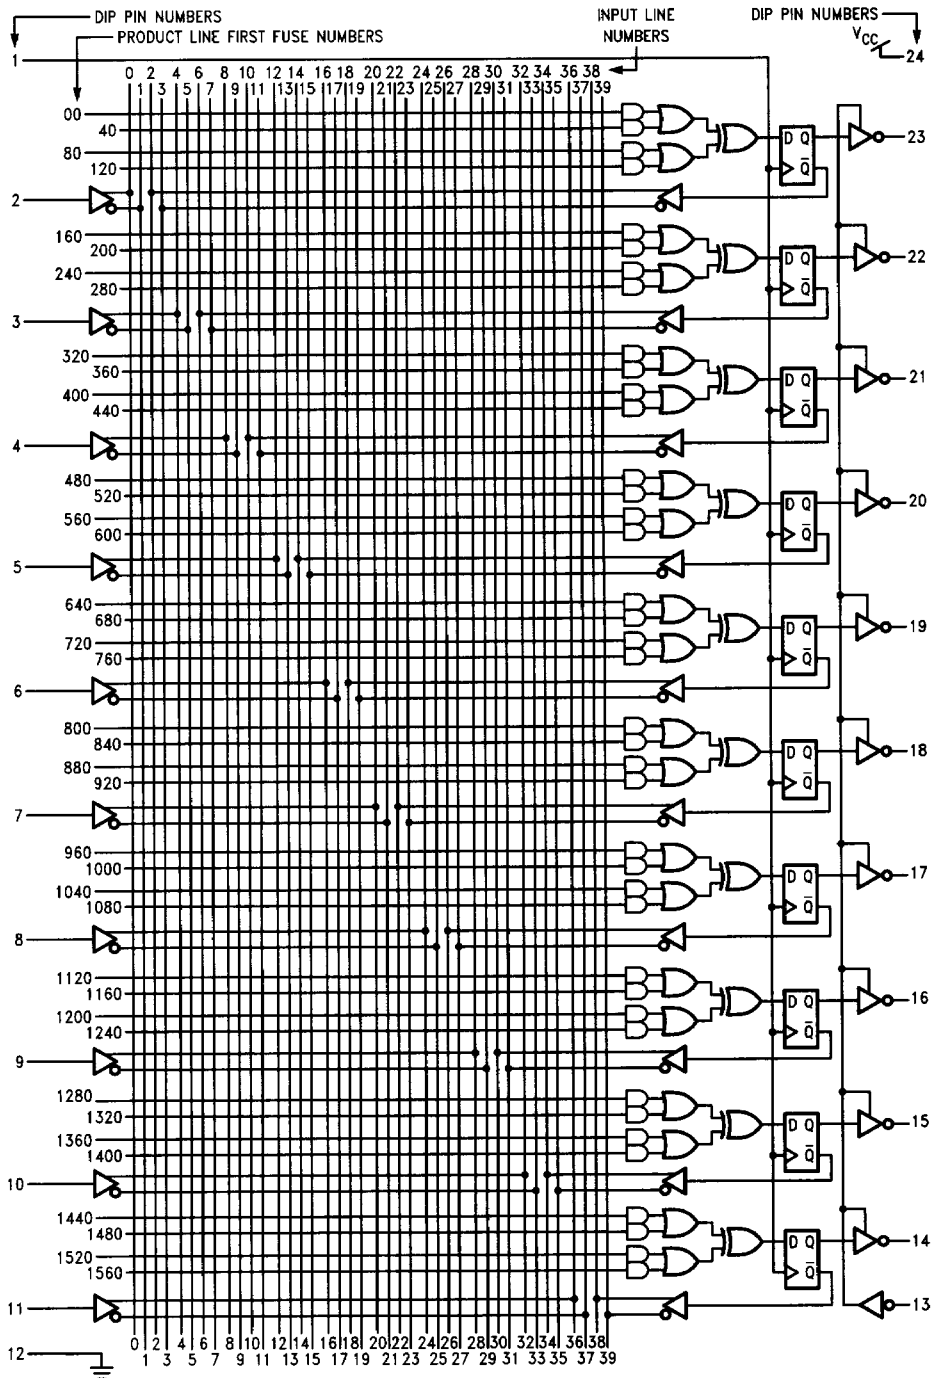 DIP PIN NUMBERS
INPUT LINE NUMBERS
DIP PIN NUMBERS
PRODUCT LINE FIRST FUSE NUMBERS
VCC
1
24
0 2 4 6 8 10 12 14 16 18 20 22 24 26 28 30 32 34 36 38
1 3 5 7 9 11 13 15 17 19 21 23 25 27 29 31 33 35 37 39
00
40
D Q
23
80
120
Q̅
2
160
200
D Q
22
240
280
Q̅
3
320
360
D Q
21
400
440
Q̅
4
480
520
D Q
20
560
600
Q̅
5
640
680
D Q
19
720
760
Q̅
6
800
840
D Q
18
880
920
Q̅
7
960
1000
D Q
17
1040
1080
Q̅
8
1120
1160
D Q
16
1200
1240
Q̅
9
1280
1320
D Q
15
1360
1400
Q̅
10
1440
1480
D Q
14
1520
1560
Q̅
11
13
12
0 2 4 6 8 10 12 14 16 18 20 22 24 26 28 30 32 34 36 38
1 3 5 7 9 11 13 15 17 19 21 23 25 27 29 31 33 35 37 39